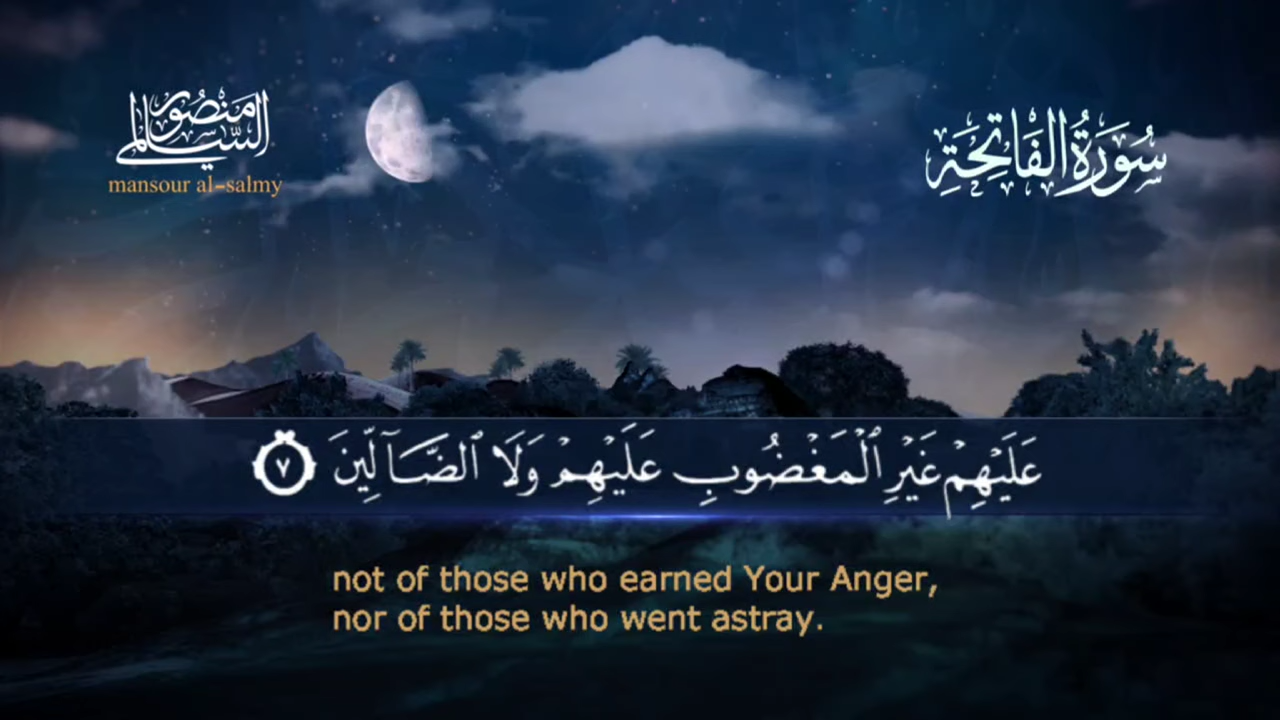 منصور السالمي
mansour al-salmy
سُورَةُ الفَاتِحَةِ
عَلَيْهِمْ غَيْرِ ٱلْمَغْضُوبِ عَلَيْهِمْ وَلَا ٱلضَّآلِّينَ ٧
not of those who earned Your Anger,
nor of those who went astray.